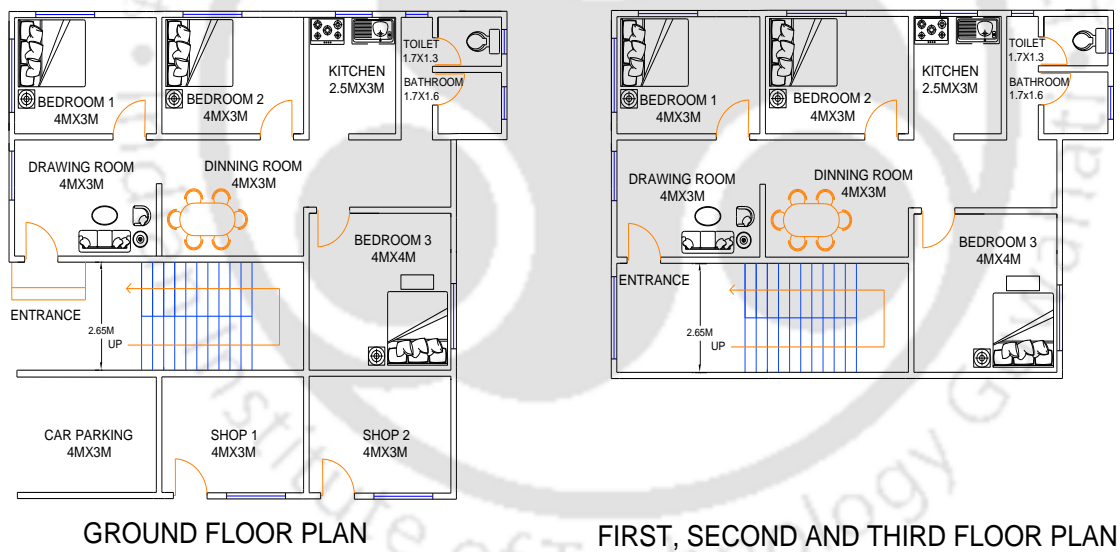 TOILET
1.7X1.3
KITCHEN
2.5MX3M
BATHROOM
1.7X1.6
BEDROOM 1
4MX3M
BEDROOM 2
4MX3M
DRAWING ROOM
4MX3M
DINNING ROOM
4MX3M
BEDROOM 3
4MX4M
ENTRANCE
2.65M
UP
CAR PARKING
4MX3M
SHOP 1
4MX3M
SHOP 2
4MX3M
GROUND FLOOR PLAN
TOILET
1.7X1.3
KITCHEN
2.5MX3M
BATHROOM
1.7x1.6
BEDROOM 1
4MX3M
BEDROOM 2
4MX3M
DRAWING ROOM
4MX3M
DINNING ROOM
4MX3M
BEDROOM 3
4MX4M
ENTRANCE
2.65M
UP
FIRST, SECOND AND THIRD FLOOR PLAN
Institute of Technology Guwahati